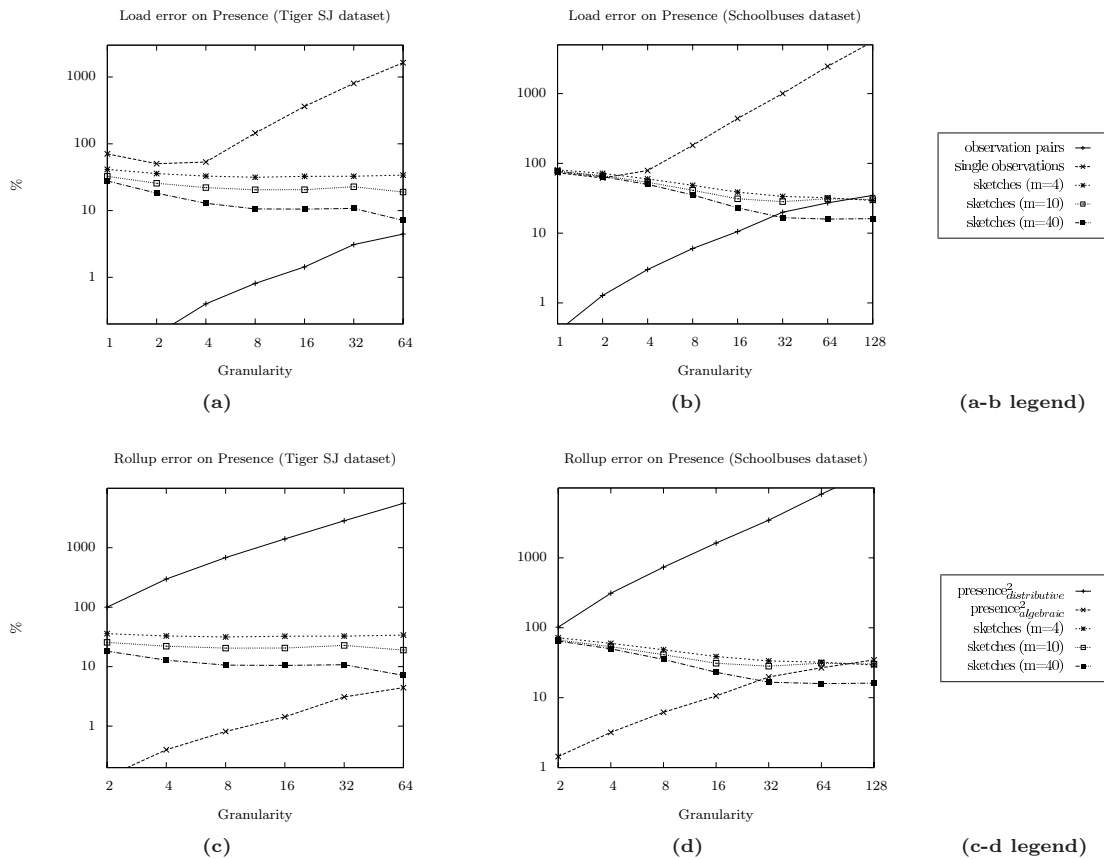 Load error on Presence (Tiger SJ dataset)
%
1000
100
10
1
1 2 4 8 16 32 64
Granularity
(a)
Load error on Presence (Schoolbuses dataset)
1000
100
10
1
1 2 4 8 16 32 64 128
Granularity
(b)
observation pairs
single observations
sketches (m=4)
sketches (m=10)
sketches (m=40)
(a-b legend)
Rollup error on Presence (Tiger SJ dataset)
%
1000
100
10
1
2 4 8 16 32 64
Granularity
(c)
Rollup error on Presence (Schoolbuses dataset)
1000
100
10
1
2 4 8 16 32 64 128
Granularity
(d)
presence²distributive
presence²algebraic
sketches (m=4)
sketches (m=10)
sketches (m=40)
(c-d legend)